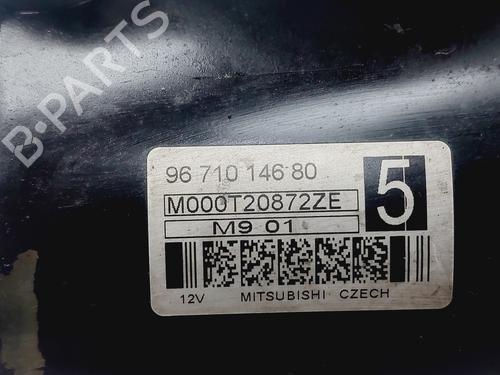 B-PARTS
96 710 146 80
M000T20872ZE
5
M9 01
12V MITSUBISHI CZECH